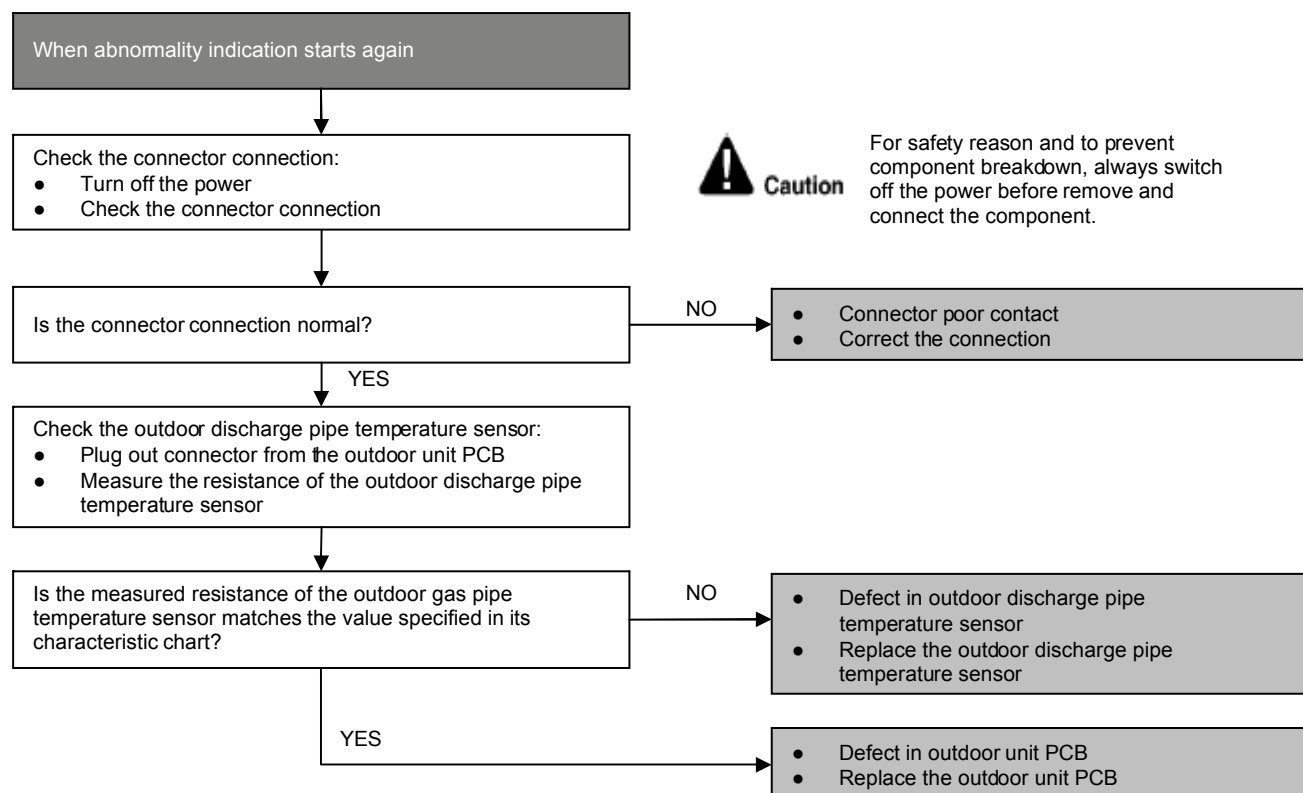 When abnormality indication starts again
Check the connector connection:
● Turn off the power
● Check the connector connection
Caution
For safety reason and to prevent
component breakdown, always switch
off the power before remove and
connect the component.
Is the connector connection normal?
NO
● Connector poor contact
● Correct the connection
YES
Check the outdoor discharge pipe temperature sensor:
● Plug out connector from the outdoor unit PCB
● Measure the resistance of the outdoor discharge pipe
temperature sensor
Is the measured resistance of the outdoor gas pipe
temperature sensor matches the value specified in its
characteristic chart?
NO
● Defect in outdoor discharge pipe
temperature sensor
● Replace the outdoor discharge pipe
temperature sensor
YES
● Defect in outdoor unit PCB
● Replace the outdoor unit PCB